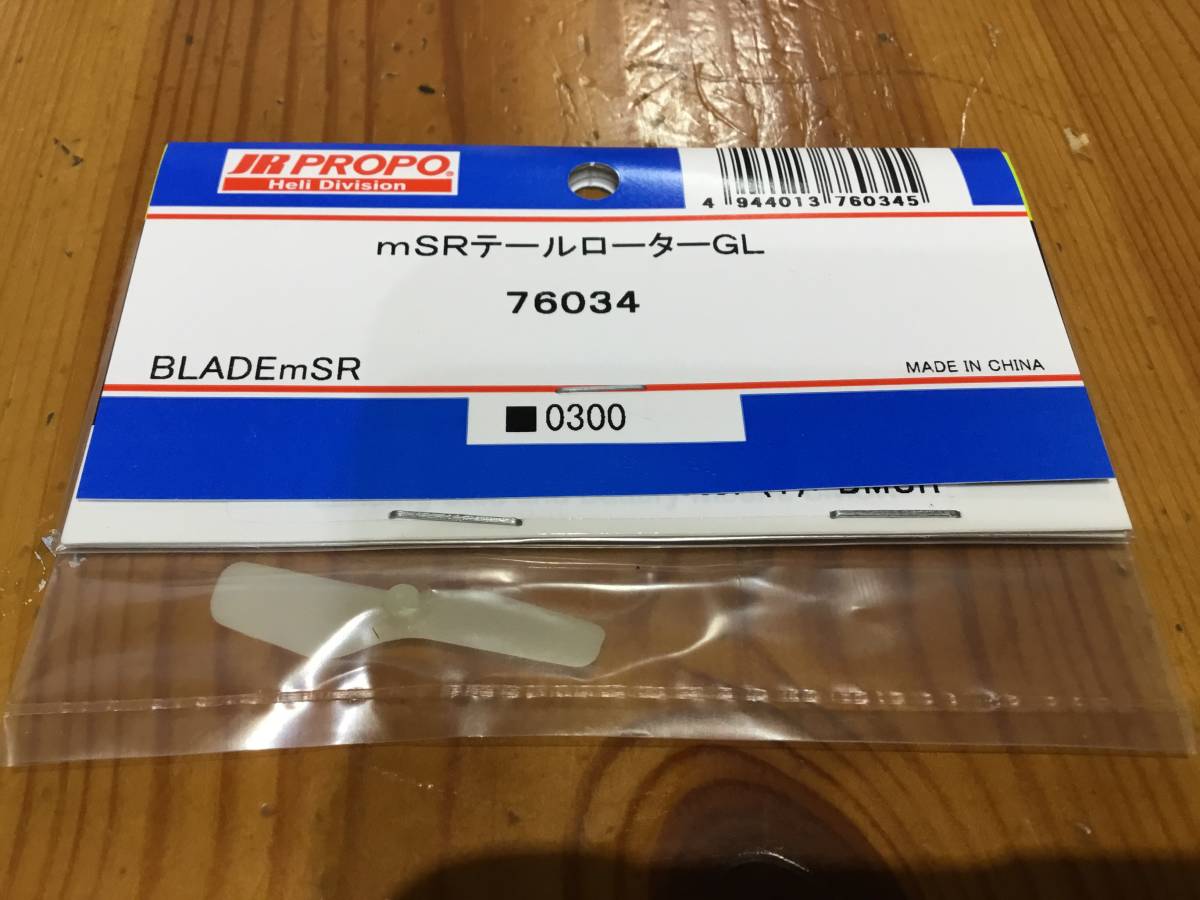 JR PROPO®
Heli Division
4 944013 760345
mSRテールローターGL
76034
BLADEmSR
MADE IN CHINA
■0300